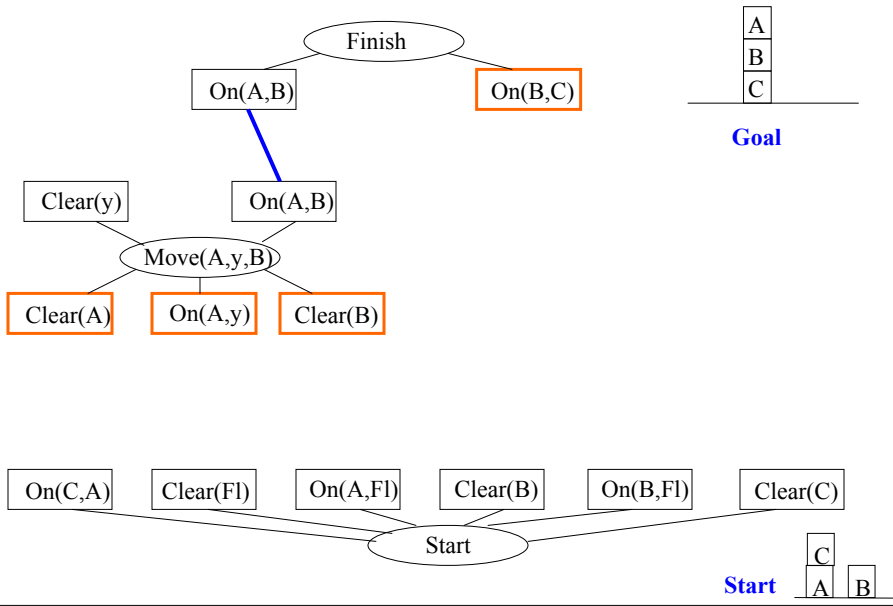 Finish
On(A,B)
On(B,C)
A
B
C
Goal
Clear(y)
On(A,B)
Move(A,y,B)
Clear(A)
On(A,y)
Clear(B)
On(C,A)
Clear(Fl)
On(A,Fl)
Clear(B)
On(B,Fl)
Clear(C)
Start
Start
C
A
B